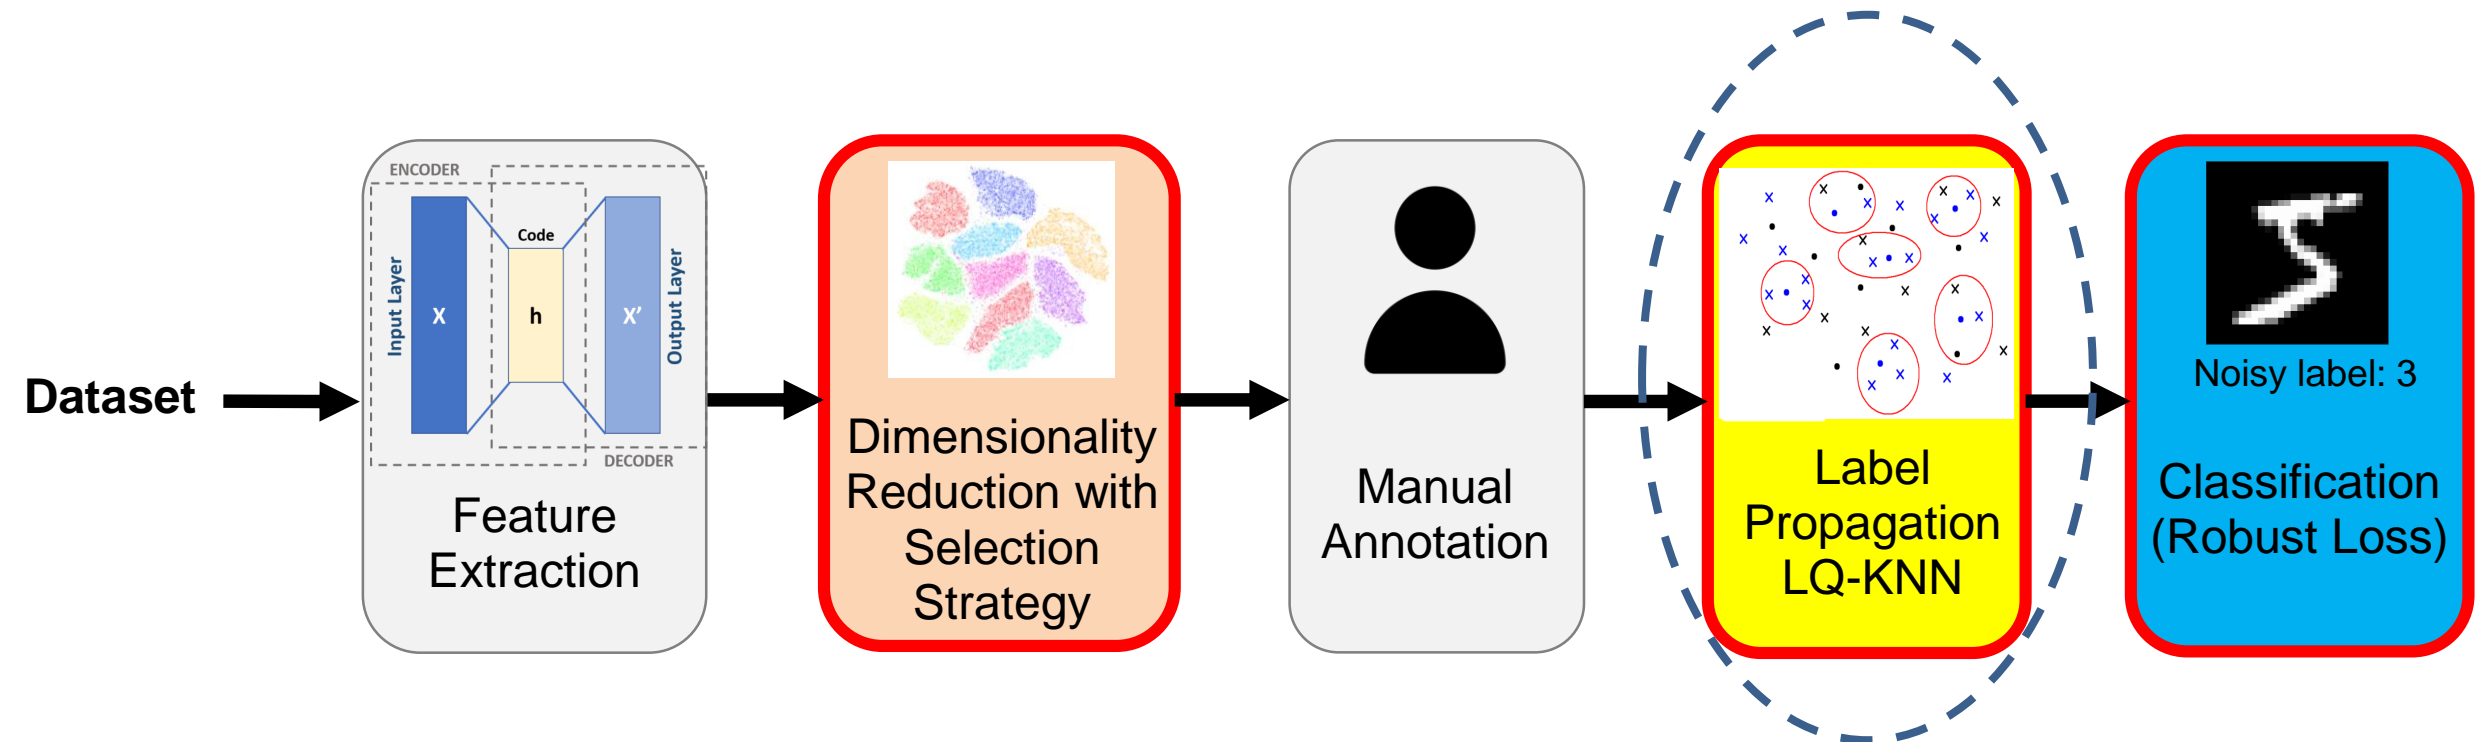 Dataset
ENCODER
Input Layer
X
Code
h
X'
Output Layer
DECODER
Feature
Extraction
Dimensionality
Reduction with
Selection
Strategy
Manual
Annotation
Label
Propagation
LQ-KNN
Noisy label: 3
Classification
(Robust Loss)